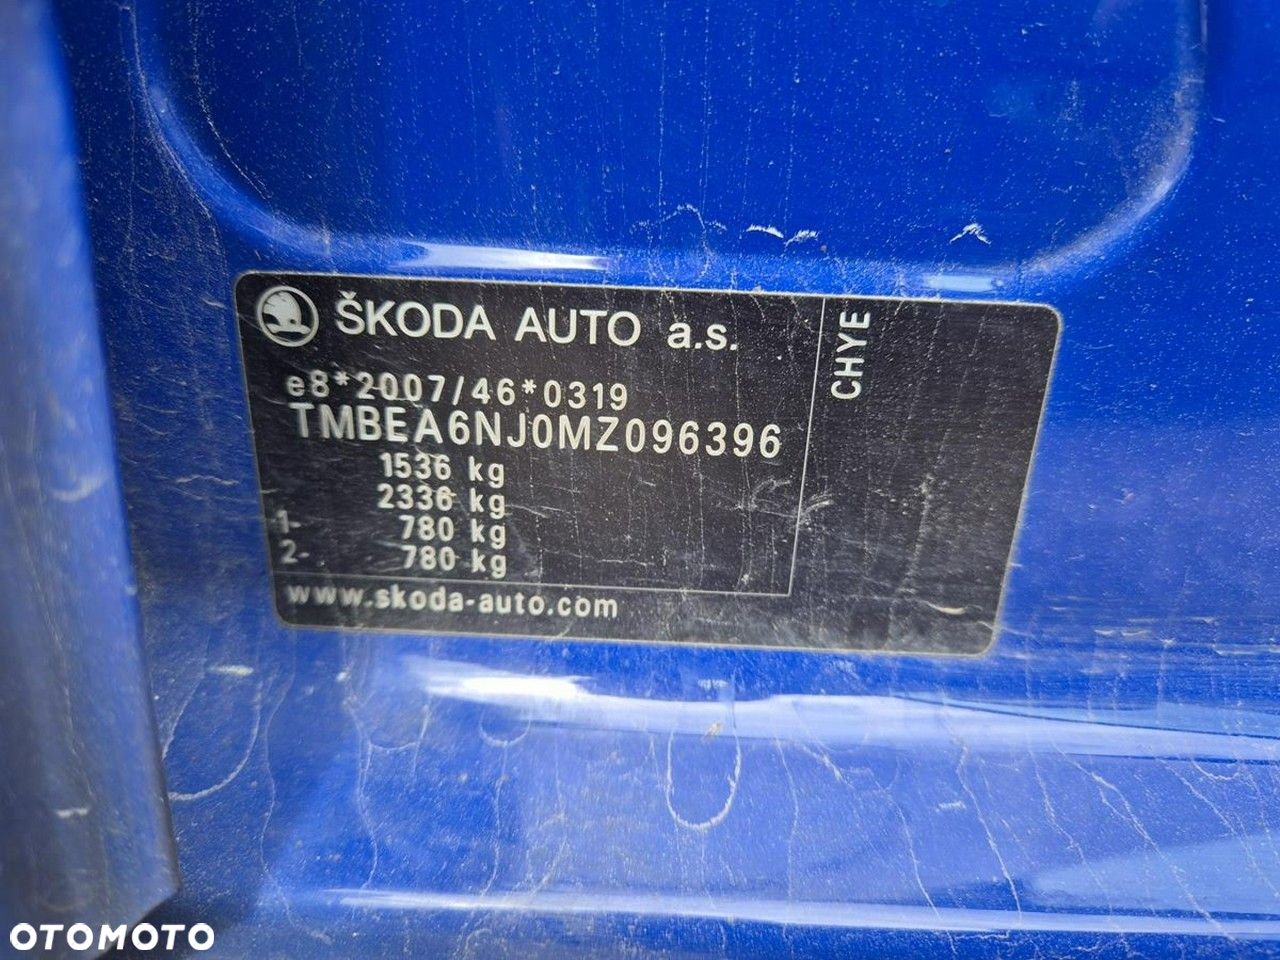 ŠKODA AUTO a.s.
e8*2007/46*0319
TMBEA6NJ0MZ096396
1536 kg
2336 kg
1- 780 kg
2- 780 kg
www.skoda-auto.com
CHYE
OTOMOTO